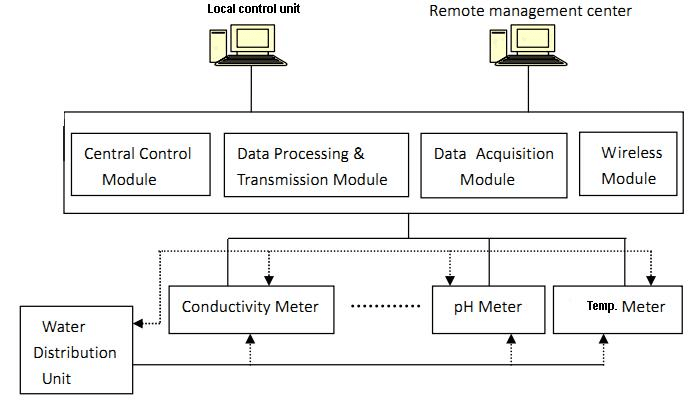 Local control unit
Remote management center
Central Control
Module
Data Processing &
Transmission Module
Data Acquisition
Module
Wireless
Module
Conductivity Meter
pH Meter
Temp. Meter
Water
Distribution
Unit